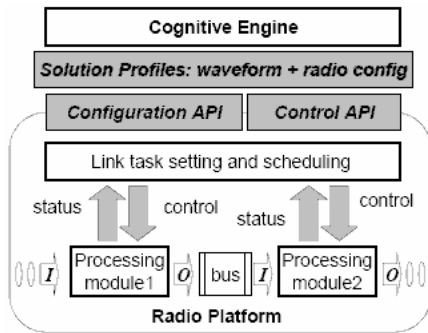 Cognitive Engine
Solution Profiles: waveform + radio config
Configuration API
Control API
Link task setting and scheduling
status
control
status
control
I
Processing
module1
O
bus
I
Processing
module2
O
Radio Platform